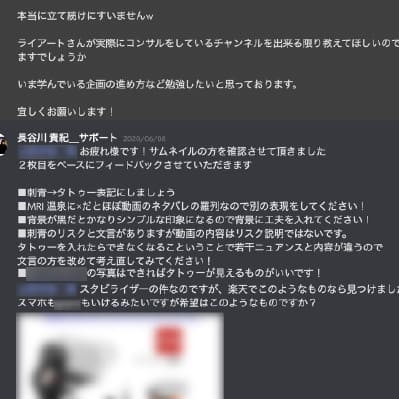 本当に立て続けにすいませんw
ライアートさんが実際にコンサルをしているチャンネルを出来る限り教えてほしいので
ますでしょうか
いま学んでいる企画の進め方など勉強したいと思っております。
宜しくお願いします！
長谷川 貴紀＿サポート 2020/06/08
お疲れ様です！サムネイルの方を確認させて頂きました
２枚目をベースにフィードバックさせていただきます
■刺青→タトゥー表記にしましょう
■MRI 温泉に×だとほぼ動画のネタバレの羅列なので別の表現をしてください！
■背景が黒だとかなりシンプルな印象になるので背景に工夫を入れてください！
■刺青のリスクと文言がありますが動画の内容はリスク説明ではないです。
タトゥーを入れたらできなくなることということで若干ニュアンスと内容が違うので
文言の方を改めて考え直してみてください！
■の写真はできればタトゥーが見えるものがいいです！
スタビライザーの件なのですが、楽天でこのようなものなら見つけました
スマホももいけるみたいですが希望はこのようなものですか？